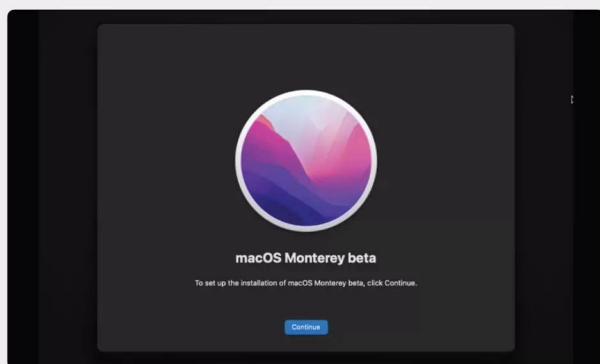 macOS Monterey beta
To set up the installation of macOS Monterey beta, click Continue.
Continue